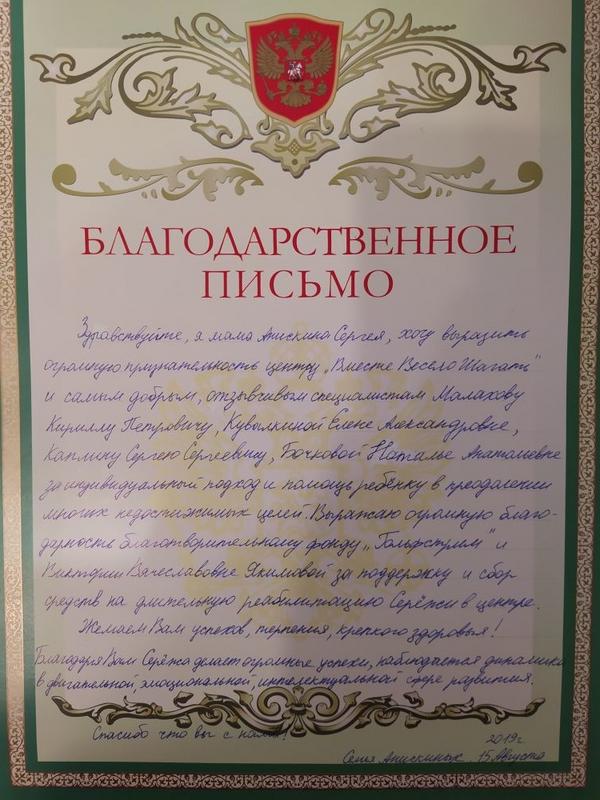 БЛАГОДАРСТВЕННОЕ
ПИСЬМО
Здравствуйте, я мама Анискина Сергея, хочу выразить
огромную признательность центру „Вместе Весело Шагать"
и самым добрым, отзывчивым специалистам Малахову
Кириллу Петровичу, Кувылкиной Елене Александровне,
Каплину Сергею Сергеевичу, Бочковой Наталье Анатольевне
за индивидуальный подход и помощь ребёнку в преодалении
многих недостижимых целей. Выражаю огромную благо-
дарность благотворительному фонду „Гольфстрим" и
Виктории Вячеславовне Якимовой за поддержку и сбор
средств на длительную реабилитацию Серёжи в центре.
Желаем Вам успехов, терпения, крепкого здоровья!
Благодаря Вам Серёжа делает огромные успехи, наблюдается динамика
в двигательной, эмоциональной, интелектуальной сфере развития.
Спасибо что вы с нами!
2019г.
Семья Анискиных 15 Августа